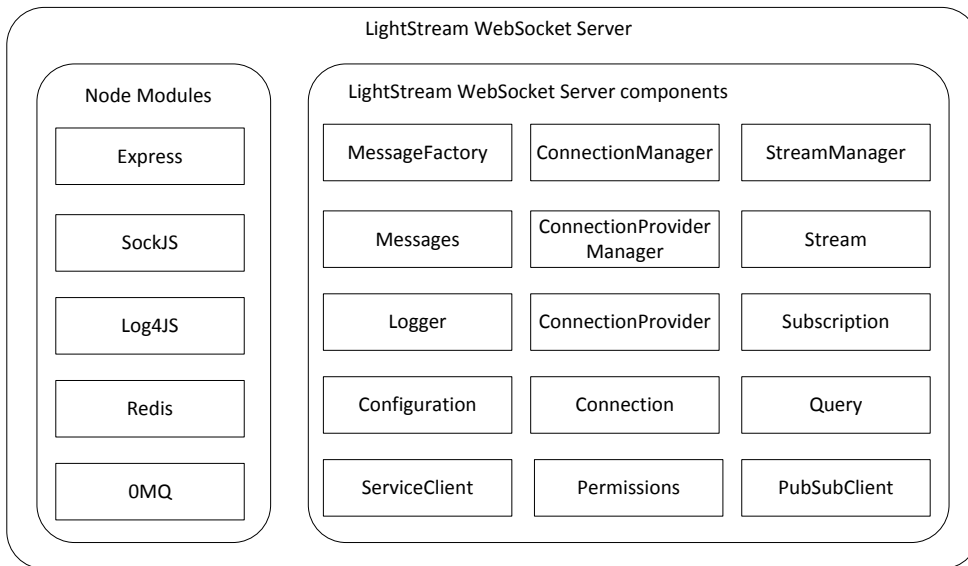 LightStream WebSocket Server
Node Modules
Express
SockJS
Log4JS
Redis
0MQ
LightStream WebSocket Server components
MessageFactory
ConnectionManager
StreamManager
Messages
ConnectionProvider
Manager
Stream
Logger
ConnectionProvider
Subscription
Configuration
Connection
Query
ServiceClient
Permissions
PubSubClient